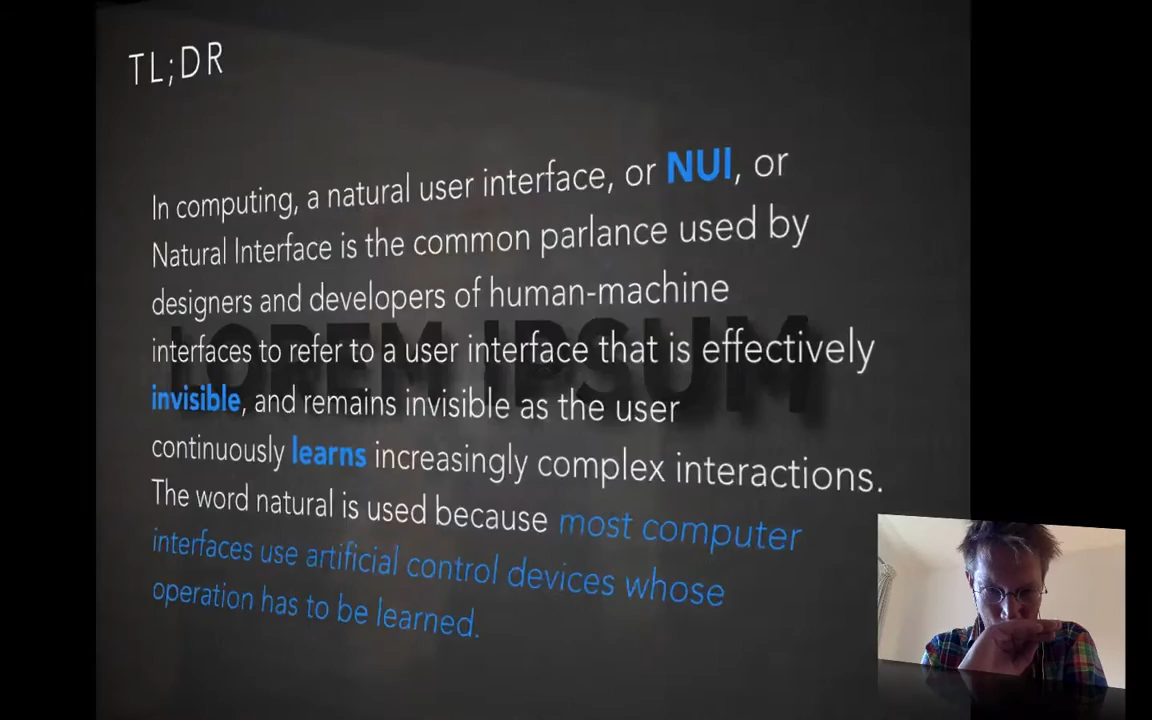 TL;DR
In computing, a natural user interface, or NUI, or
Natural Interface is the common parlance used by
designers and developers of human-machine
interfaces to refer to a user interface that is effectively
invisible, and remains invisible as the user
continuously learns increasingly complex interactions.
The word natural is used because most computer
interfaces use artificial control devices whose
operation has to be learned.
LOREM IPSUM